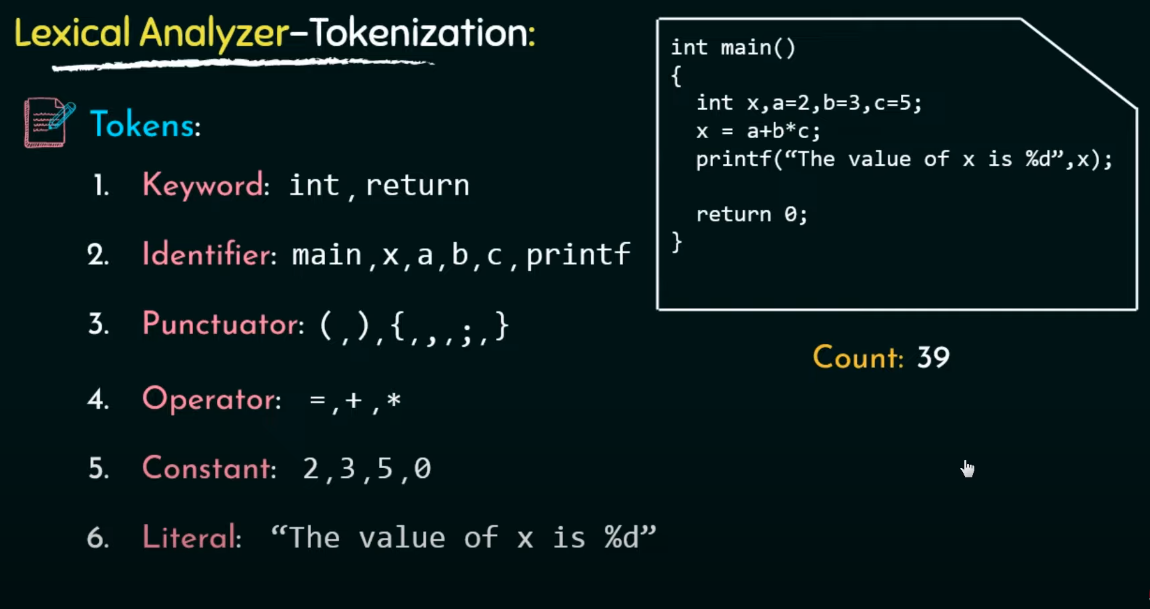 Lexical Analyzer–Tokenization:
Tokens:
1. Keyword: int , return
2. Identifier: main , x , a , b , c , printf
3. Punctuator: ( , ) , { , , , ; , }
4. Operator: = , + , *
5. Constant: 2 , 3 , 5 , 0
6. Literal: “The value of x is %d”
int main()
{
int x,a=2,b=3,c=5;
x = a+b*c;
printf(“The value of x is %d”,x);
return 0;
}
Count: 39